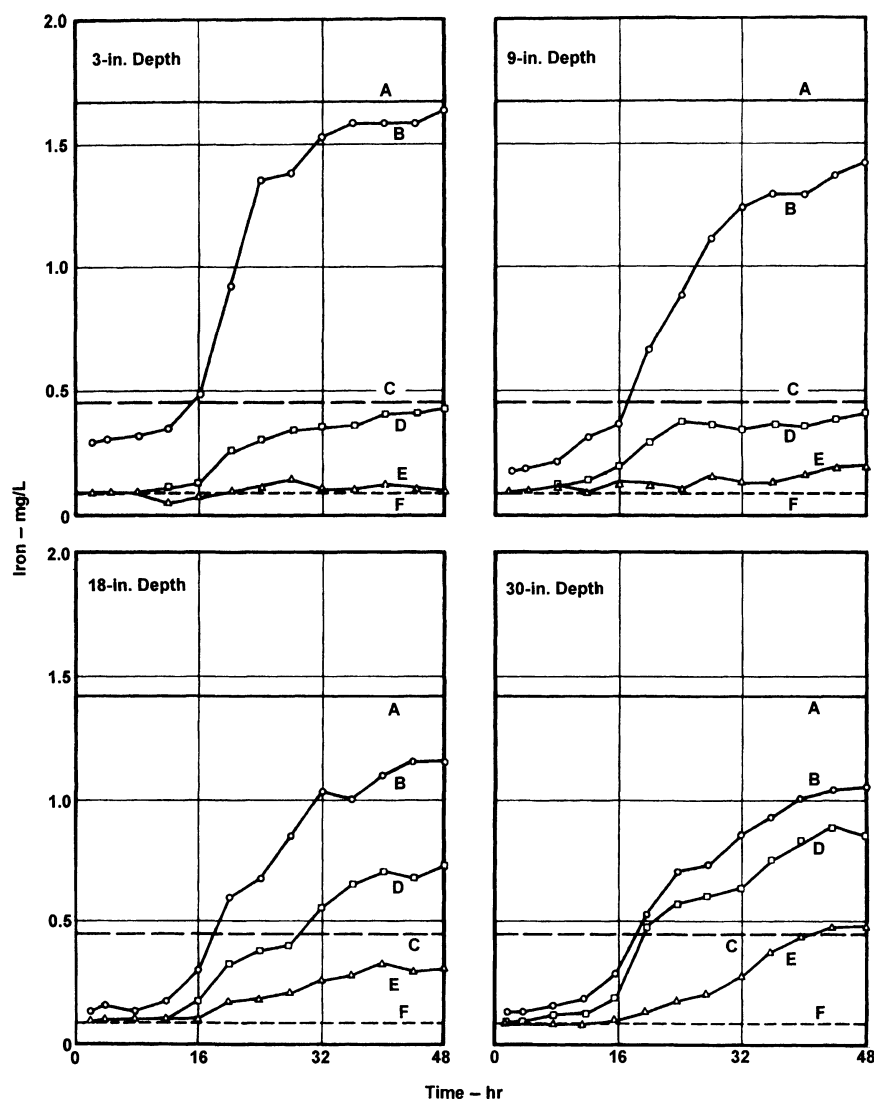 2.0
3-in. Depth
A
1.5
B
1.0
0.5
C
D
E
0
F
9-in. Depth
A
B
C
D
E
F
Iron – mg/L
2.0
18-in. Depth
1.5
A
1.0
B
D
0.5
C
E
F
0
0
16
32
48
30-in. Depth
A
B
D
C
E
F
0
16
32
48
Time – hr